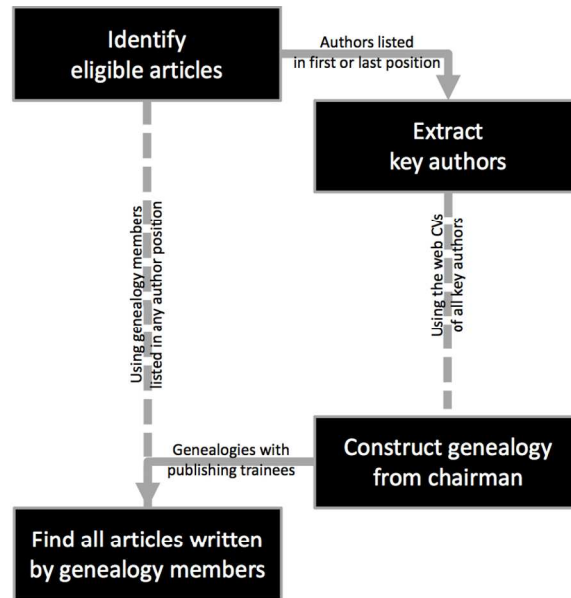 Identify
eligible articles
Authors listed
in first or last position
Extract
key authors
Using genealogy members
listed in any author position
Using the web CVs
of all key authors
Genealogies with
publishing trainees
Construct genealogy
from chairman
Find all articles written
by genealogy members